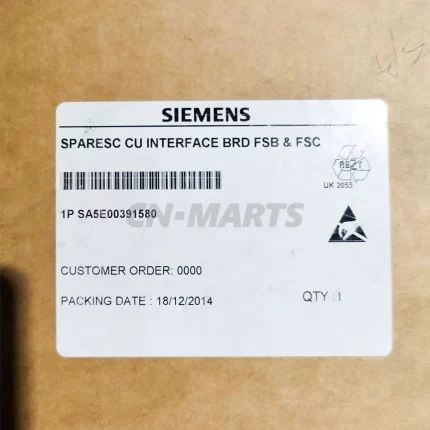 SIEMENS
SPARESC CU INTERFACE BRD FSB & FSC
RESY
UK 2055
1P SA5E00391580
CN-MARTS
CUSTOMER ORDER: 0000
PACKING DATE : 18/12/2014
QTY :1